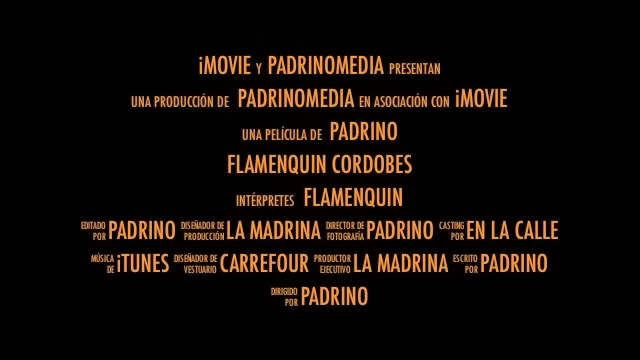 iMOVIE Y PADRINOMEDIA PRESENTAN
UNA PRODUCCIÓN DE PADRINOMEDIA EN ASOCIACIÓN CON iMOVIE
UNA PELÍCULA DE PADRINO
FLAMENQUIN CORDOBES
INTÉRPRETES FLAMENQUIN
EDITADO POR PADRINO DISEÑADOR DE PRODUCCIÓN LA MADRINA DIRECTOR DE FOTOGRAFÍA PADRINO CASTING POR EN LA CALLE
MÚSICA DE iTUNES DISEÑADOR DE VESTUARIO CARREFOUR PRODUCTOR EJECUTIVO LA MADRINA ESCRITO POR PADRINO
DIRIGIDO POR PADRINO